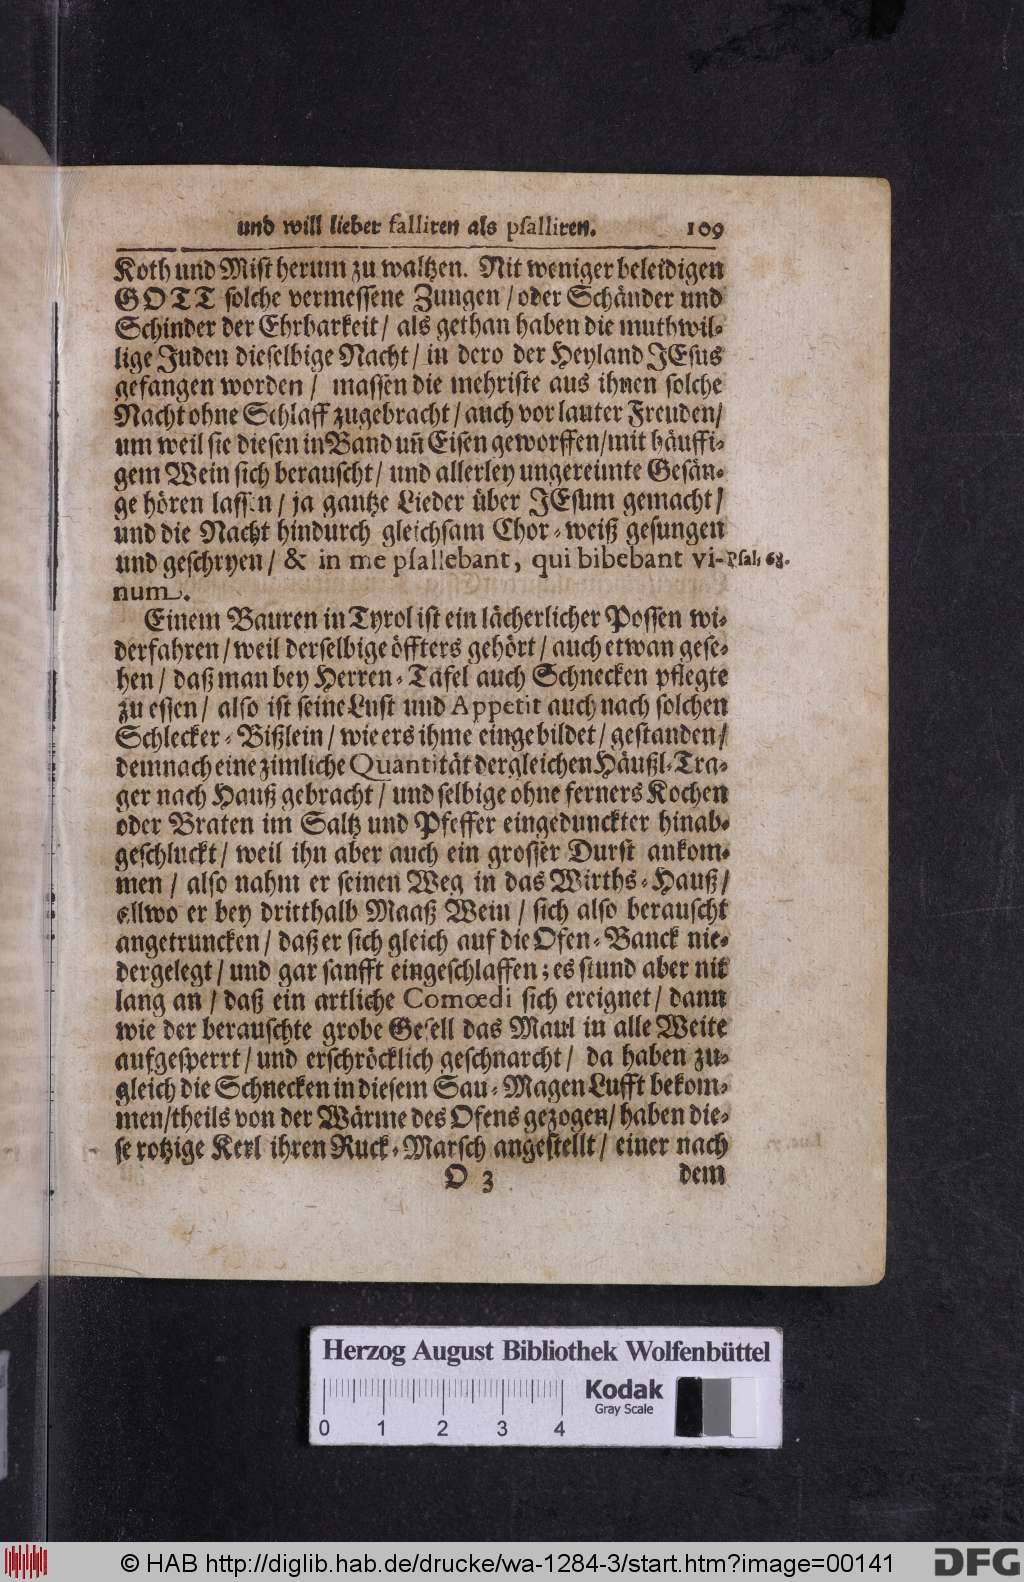 und will lieber falliren als psalliren. 109
Koth und Mist herum zu waltzen. Nit weniger beleidigen
GOTT solche vermessene Zungen / oder Schänder und
Schinder der Ehrbarkeit / als gethan haben die muthwil-
lige Juden dieselbige Nacht / in dero der Heyland JEsus
gefangen worden / massen die mehriste aus ihnen solche
Nacht ohne Schlaff zugebracht / auch vor lauter Freuden /
um weil sie diesen in Band uñ Eisen geworffen / mit häuffi-
gem Wein sich berauscht / und allerley ungereimte Gesän-
ge hören lassen / ja gantze Lieder über JEsum gemacht /
und die Nacht hindurch gleichsam Chor-weiß gesungen
und geschryen / & in me psallebant, qui bibebant vi- Psal. 68.
num.
Einem Bauren in Tyrol ist ein lächerlicher Possen wi-
derfahren / weil derselbige öffters gehört / auch etwan gese-
hen / daß man bey Herren-Tafel auch Schnecken pflegte
zu essen / also ist seine Lust und Appetit auch nach solchen
Schlecker-Bißlein / wie ers ihme eingebildet / gestanden /
demnach eine zimliche Quantität dergleichen Häußl-Tra-
ger nach Hauß gebracht / und selbige ohne ferners Kochen
oder Braten im Saltz und Pfeffer eingedunckter hinab-
geschluckt / weil ihn aber auch ein grosser Durst ankom-
men / also nahm er seinen Weg in das Wirths-Hauß /
allwo er bey dritthalb Maaß Wein / sich also berauscht
angetruncken / daß er sich gleich auf die Ofen-Banck nie-
dergelegt / und gar sanfft eingeschlaffen; es stund aber nit
lang an / daß ein artliche Comœdi sich ereignet / dann
wie der berauschte grobe Gesell das Maul in alle Weite
aufgesperrt / und erschröcklich geschnarcht / da haben zu-
gleich die Schnecken in diesem Sau-Magen Lufft bekom-
men / theils von der Wärme des Ofens gezogen / haben die-
se rotzige Kerl ihren Ruck-Marsch angestellt / einer nach
O 3 dem
Herzog August Bibliothek Wolfenbüttel
Kodak
Gray Scale
0 1 2 3 4
© HAB http://diglib.hab.de/drucke/wa-1284-3/start.htm?image=00141
DFG